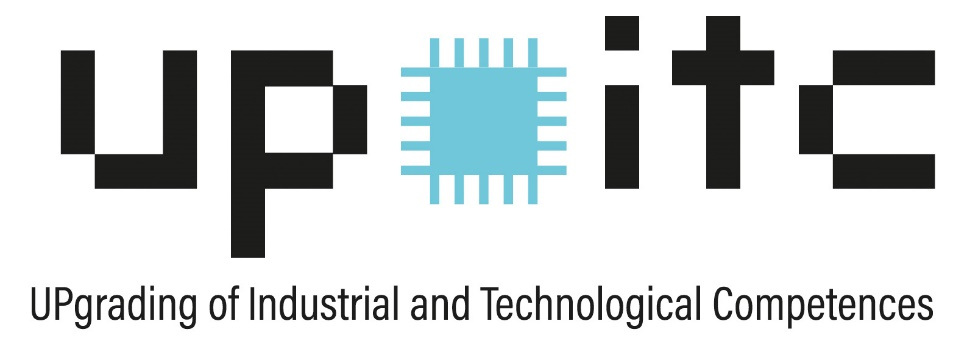 up itc
UPgrading of Industrial and Technological Competences